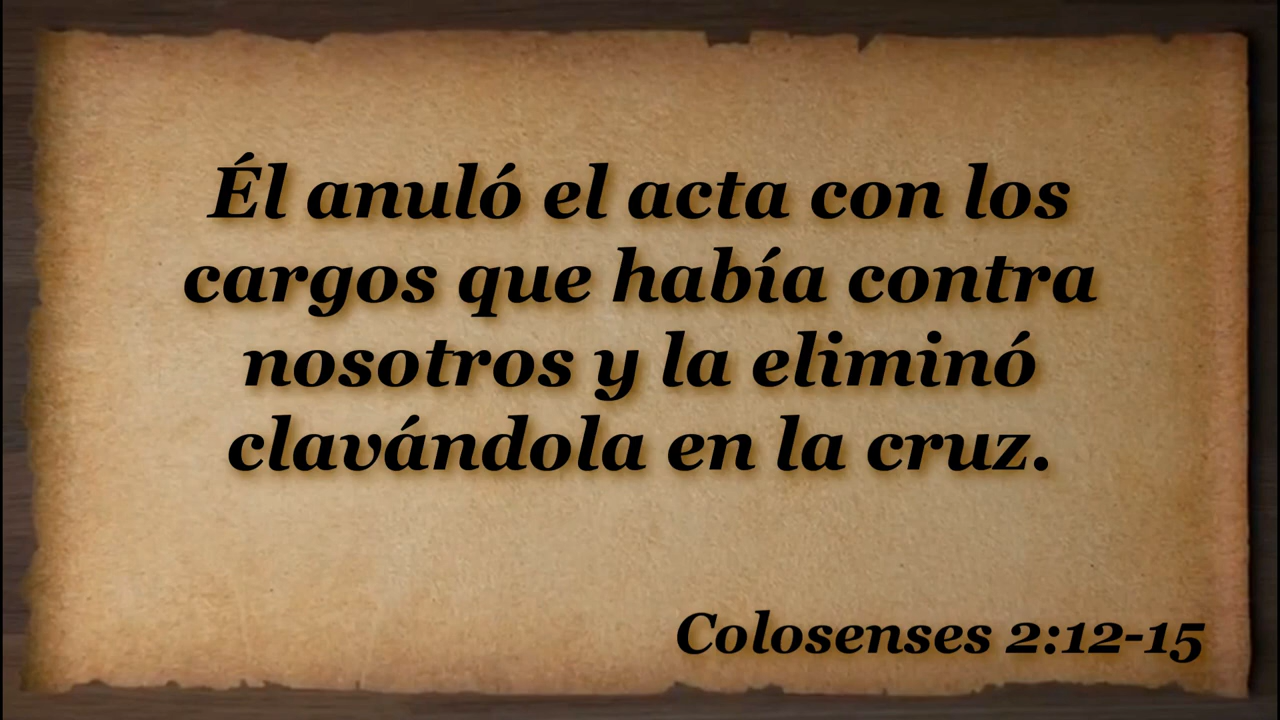 Él anuló el acta con los
cargos que había contra
nosotros y la eliminó
clavándola en la cruz.
Colosenses 2:12-15